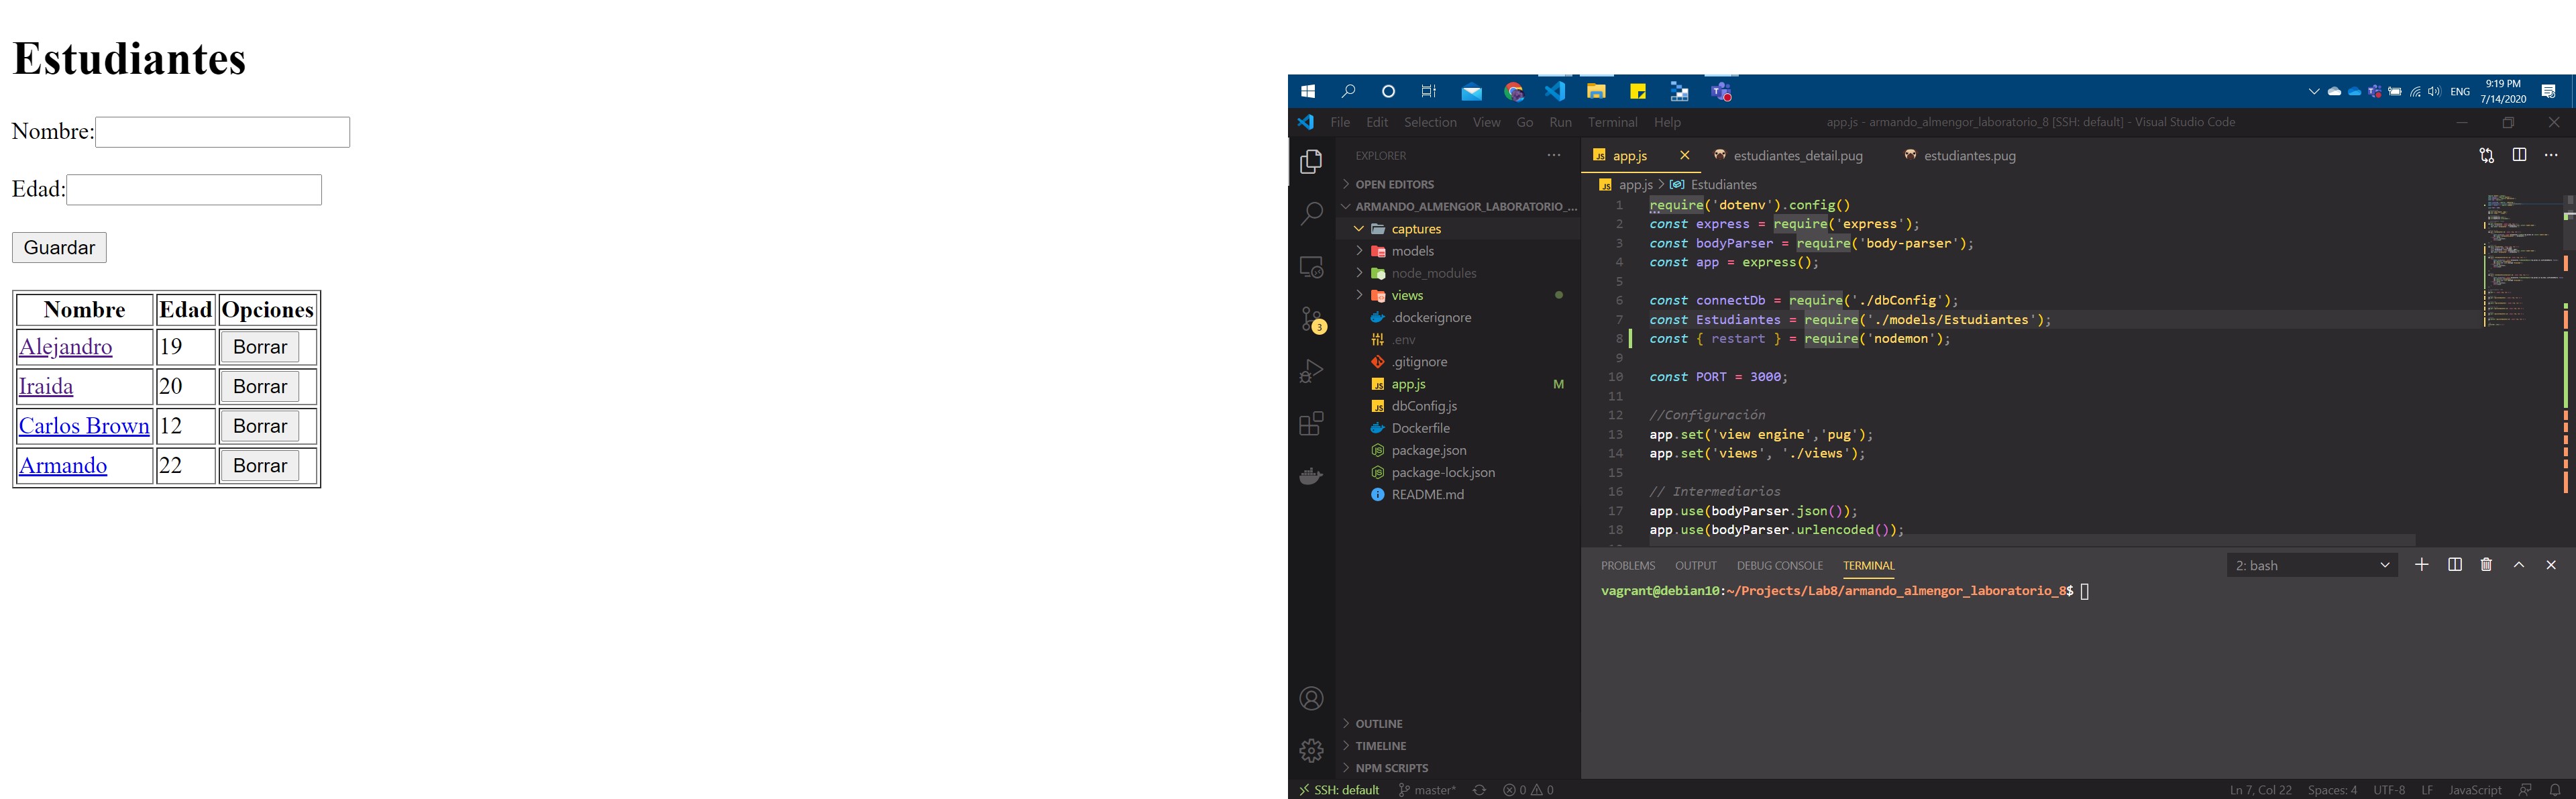 Estudiantes
Nombre:
Edad:
Guardar
Nombre Edad Opciones
Alejandro 19 Borrar
Iraida 20 Borrar
Carlos Brown 12 Borrar
Armando 22 Borrar
ENG
9:19 PM
7/14/2020
File Edit Selection View Go Run Terminal Help
app.js - armando_almengor_laboratorio_8 [SSH: default] - Visual Studio Code
EXPLORER
OPEN EDITORS
ARMANDO_ALMENGOR_LABORATORIO_...
captures
models
node_modules
views
.dockerignore
.env
.gitignore
app.js M
dbConfig.js
Dockerfile
package.json
package-lock.json
README.md
OUTLINE
TIMELINE
NPM SCRIPTS
3
app.js estudiantes_detail.pug estudiantes.pug
app.js > Estudiantes
1 require('dotenv').config()
2 const express = require('express');
3 const bodyParser = require('body-parser');
4 const app = express();
5
6 const connectDb = require('./dbConfig');
7 const Estudiantes = require('./models/Estudiantes');
8 const { restart } = require('nodemon');
9
10 const PORT = 3000;
11
12 //Configuración
13 app.set('view engine','pug');
14 app.set('views', './views');
15
16 // Intermediarios
17 app.use(bodyParser.json());
18 app.use(bodyParser.urlencoded());
PROBLEMS OUTPUT DEBUG CONSOLE TERMINAL
2: bash
vagrant@debian10:~/Projects/Lab8/armando_almengor_laboratorio_8$
SSH: default master* 0 0
Ln 7, Col 22 Spaces: 4 UTF-8 LF JavaScript